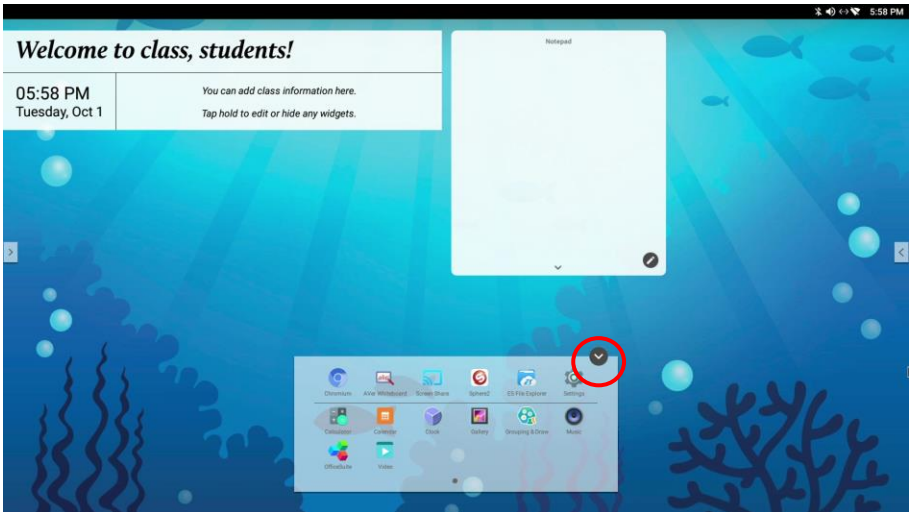 5:58 PM
Welcome to class, students!
05:58 PM
Tuesday, Oct 1
You can add class information here.
Tap hold to edit or hide any widgets.
Notepad
Chromium AVer Whiteboard Screen Share Sphere2 ES File Explorer Settings
Calculator Calendar Clock Gallery Grouping & Draw Music
OfficeSuite Video